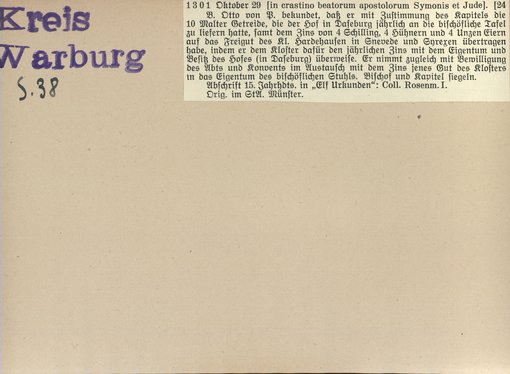 Kreis
Warburg
S. 38
1301 Oktober 29 [in crastino beatorum apostolorum Symonis et Jude]. [24
B. Otto von P. bekundet, daß er mit Zustimmung des Kapitels die
10 Malter Getreide, die der Hof in Daseburg jährlich an die bischöfliche Tafel
zu liefern hatte, samt dem Zins von 4 Schilling, 4 Hühnern und 4 Unzen Eiern
auf das Freigut des Kl. Hardehausen in Snevede und Syrexen übertragen
habe, indem er dem Kloster dafür den jährlichen Zins mit dem Eigentum und
Besitz des Hofes (in Daseburg) überweise. Er nimmt zugleich mit Bewilligung
des Abts und Konvents im Austausch mit dem Zins jenes Gut des Klosters
in das Eigentum des bischöflichen Stuhls. Bischof und Kapitel siegeln.
Abschrift 15. Jahrhdts. in „Elf Urkunden“: Coll. Rosenm. I.
Orig. im StA. Münster.